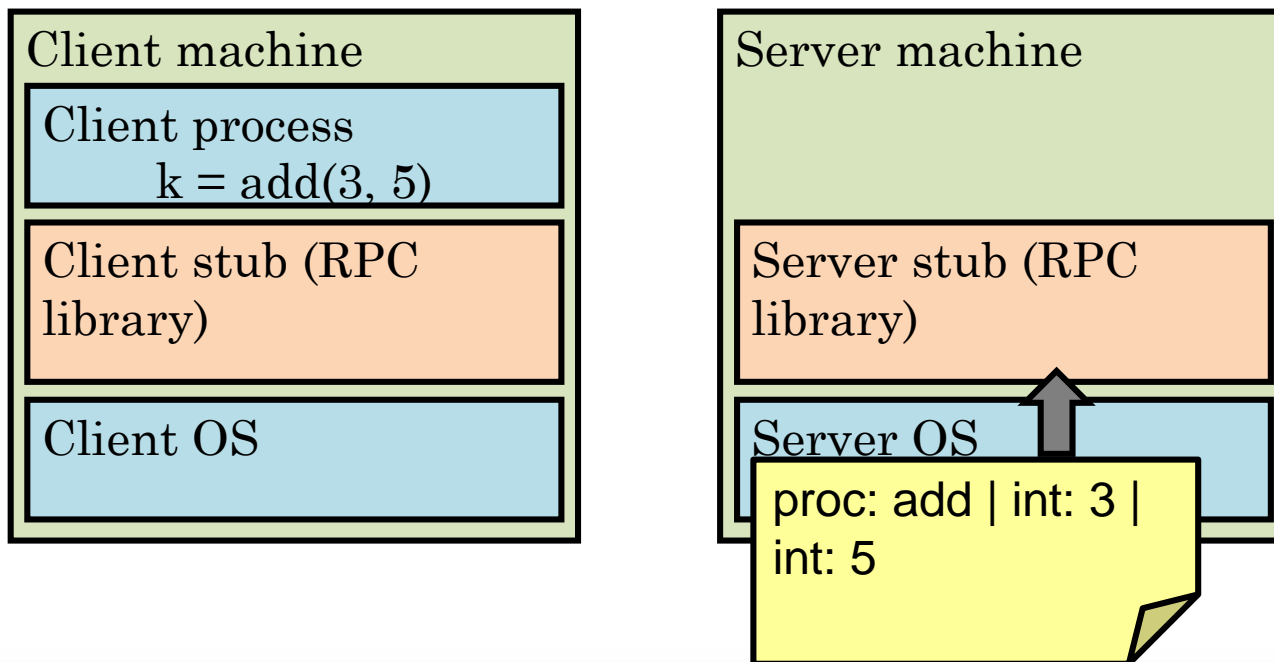 Client machine
Client process
k = add(3, 5)
Client stub (RPC
library)
Client OS
Server machine
Server stub (RPC
library)
Server OS
proc: add | int: 3 |
int: 5